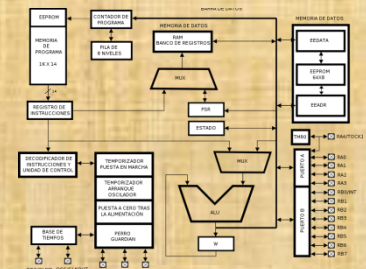 EEPROM
MEMORIA
DE
PROGRAMA
1K X 14
14
CONTADOR DE
PROGRAMA
PILA DE
8 NIVELES
MEMORIA DE DATOS
RAM
BANCO DE REGISTROS
MUX
FSR
ESTADO
REGISTRO DE
INSTRUCCIONES
MEMORIA DE DATOS
EEDATA
EEPROM
64X8
EEADR
TMR0
RA4/TOCK1
PUERTO A
RA0
RA1
RA2
RA3
PUERTO B
RB0/INT
RB1
RB2
RB3
RB4
RB5
RB6
RB7
DECODIFICADOR DE
INSTRUCCIONES Y
UNIDAD DE CONTROL
TEMPORIZADOR
PUESTA EN MARCHA
TEMPORIZADOR
ARRANQUE
OSCILADOR
PUESTA A CERO TRAS
LA ALIMENTACIÓN
PERRO
GUARDIAN
BASE DE
TIEMPOS
MUX
ALU
W